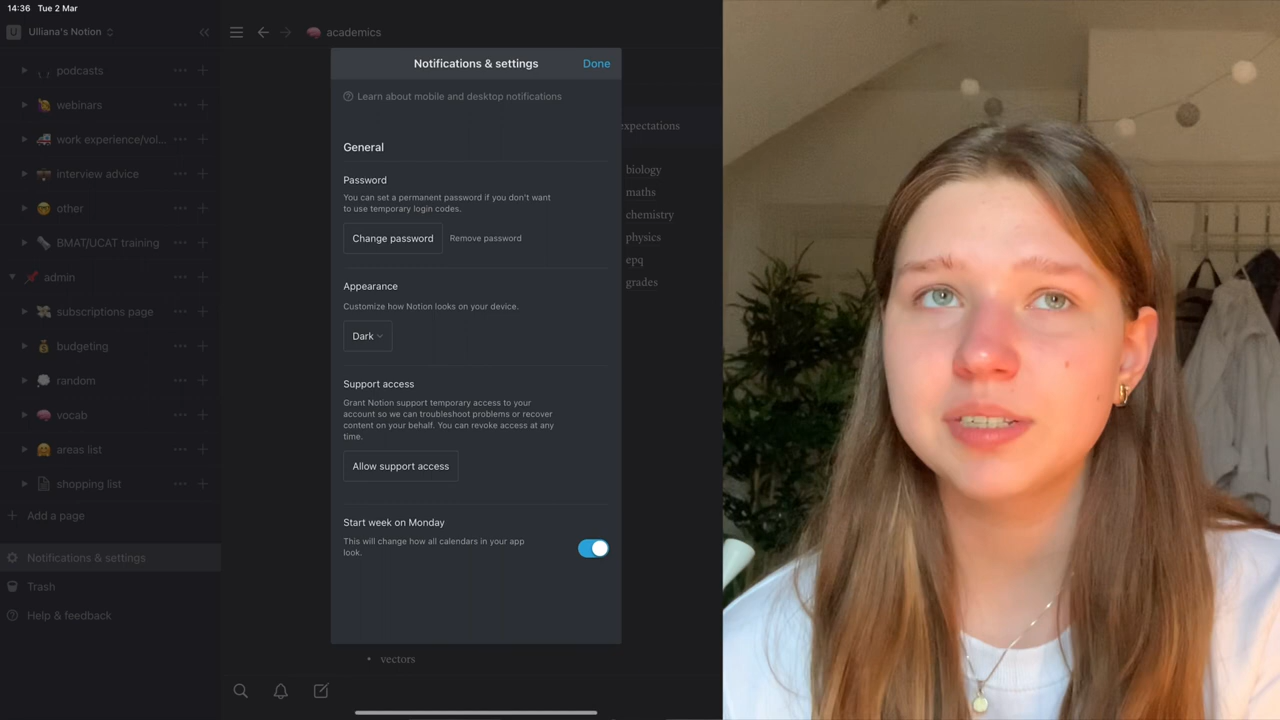 14:36 Tue 2 Mar
Ulliana's Notion
podcasts
webinars
work experience/vol...
interview advice
other
BMAT/UCAT training
admin
subscriptions page
budgeting
random
vocab
areas list
shopping list
Add a page
Notifications & settings
Trash
Help & feedback
academics
Notifications & settings
Done
Learn about mobile and desktop notifications
General
Password
You can set a permanent password if you don't want
to use temporary login codes.
Change password
Remove password
Appearance
Customize how Notion looks on your device.
Dark
Support access
Grant Notion support temporary access to your
account so we can troubleshoot problems or recover
content on your behalf. You can revoke access at any
time.
Allow support access
Start week on Monday
This will change how all calendars in your app
look.
expectations
biology
maths
chemistry
physics
epq
grades
• vectors